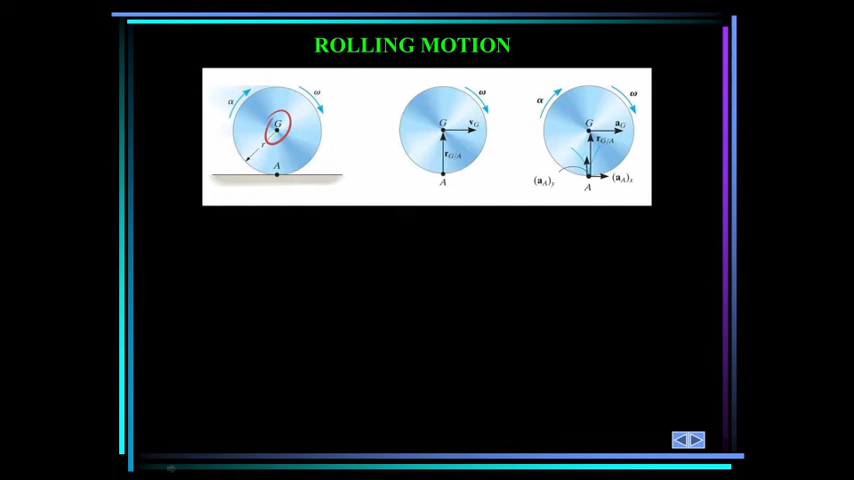 ROLLING MOTION
α ω G r A
ω G v_G r_G/A A
α ω G a_G r_G/A (a_A)_y (a_A)_x A